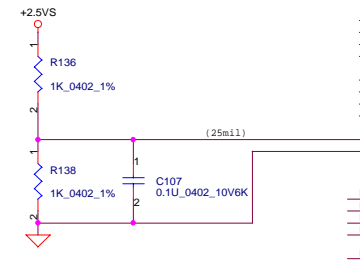 +2.5VS
1
R136
1K_0402_1%
2
(25mil)
1
R138
1K_0402_1%
2
1
C107
0.1U_0402_10V6K
2